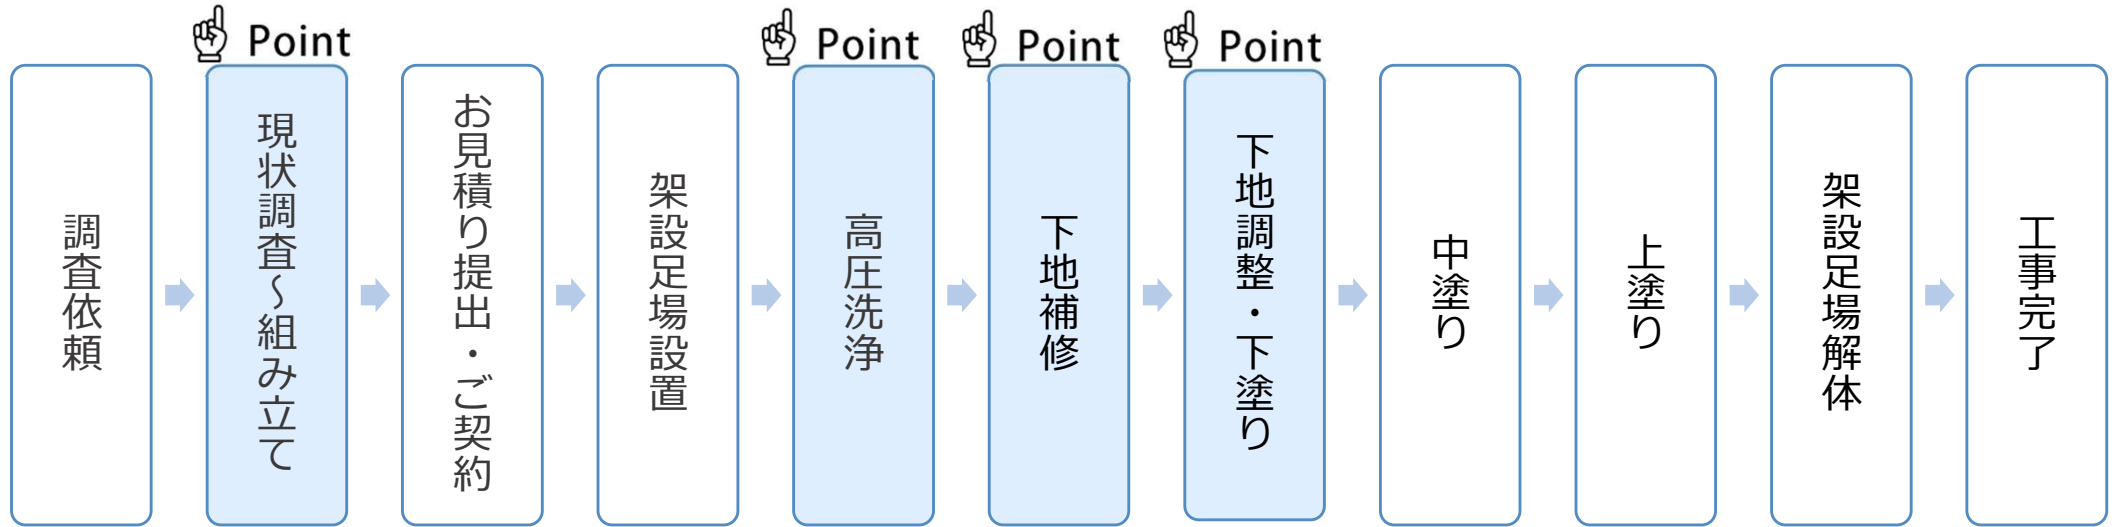 調査依頼
Point
現状調査～組み立て
お見積り提出・ご契約
架設足場設置
Point
高圧洗浄
Point
下地補修
Point
下地調整・下塗り
中塗り
上塗り
架設足場解体
工事完了